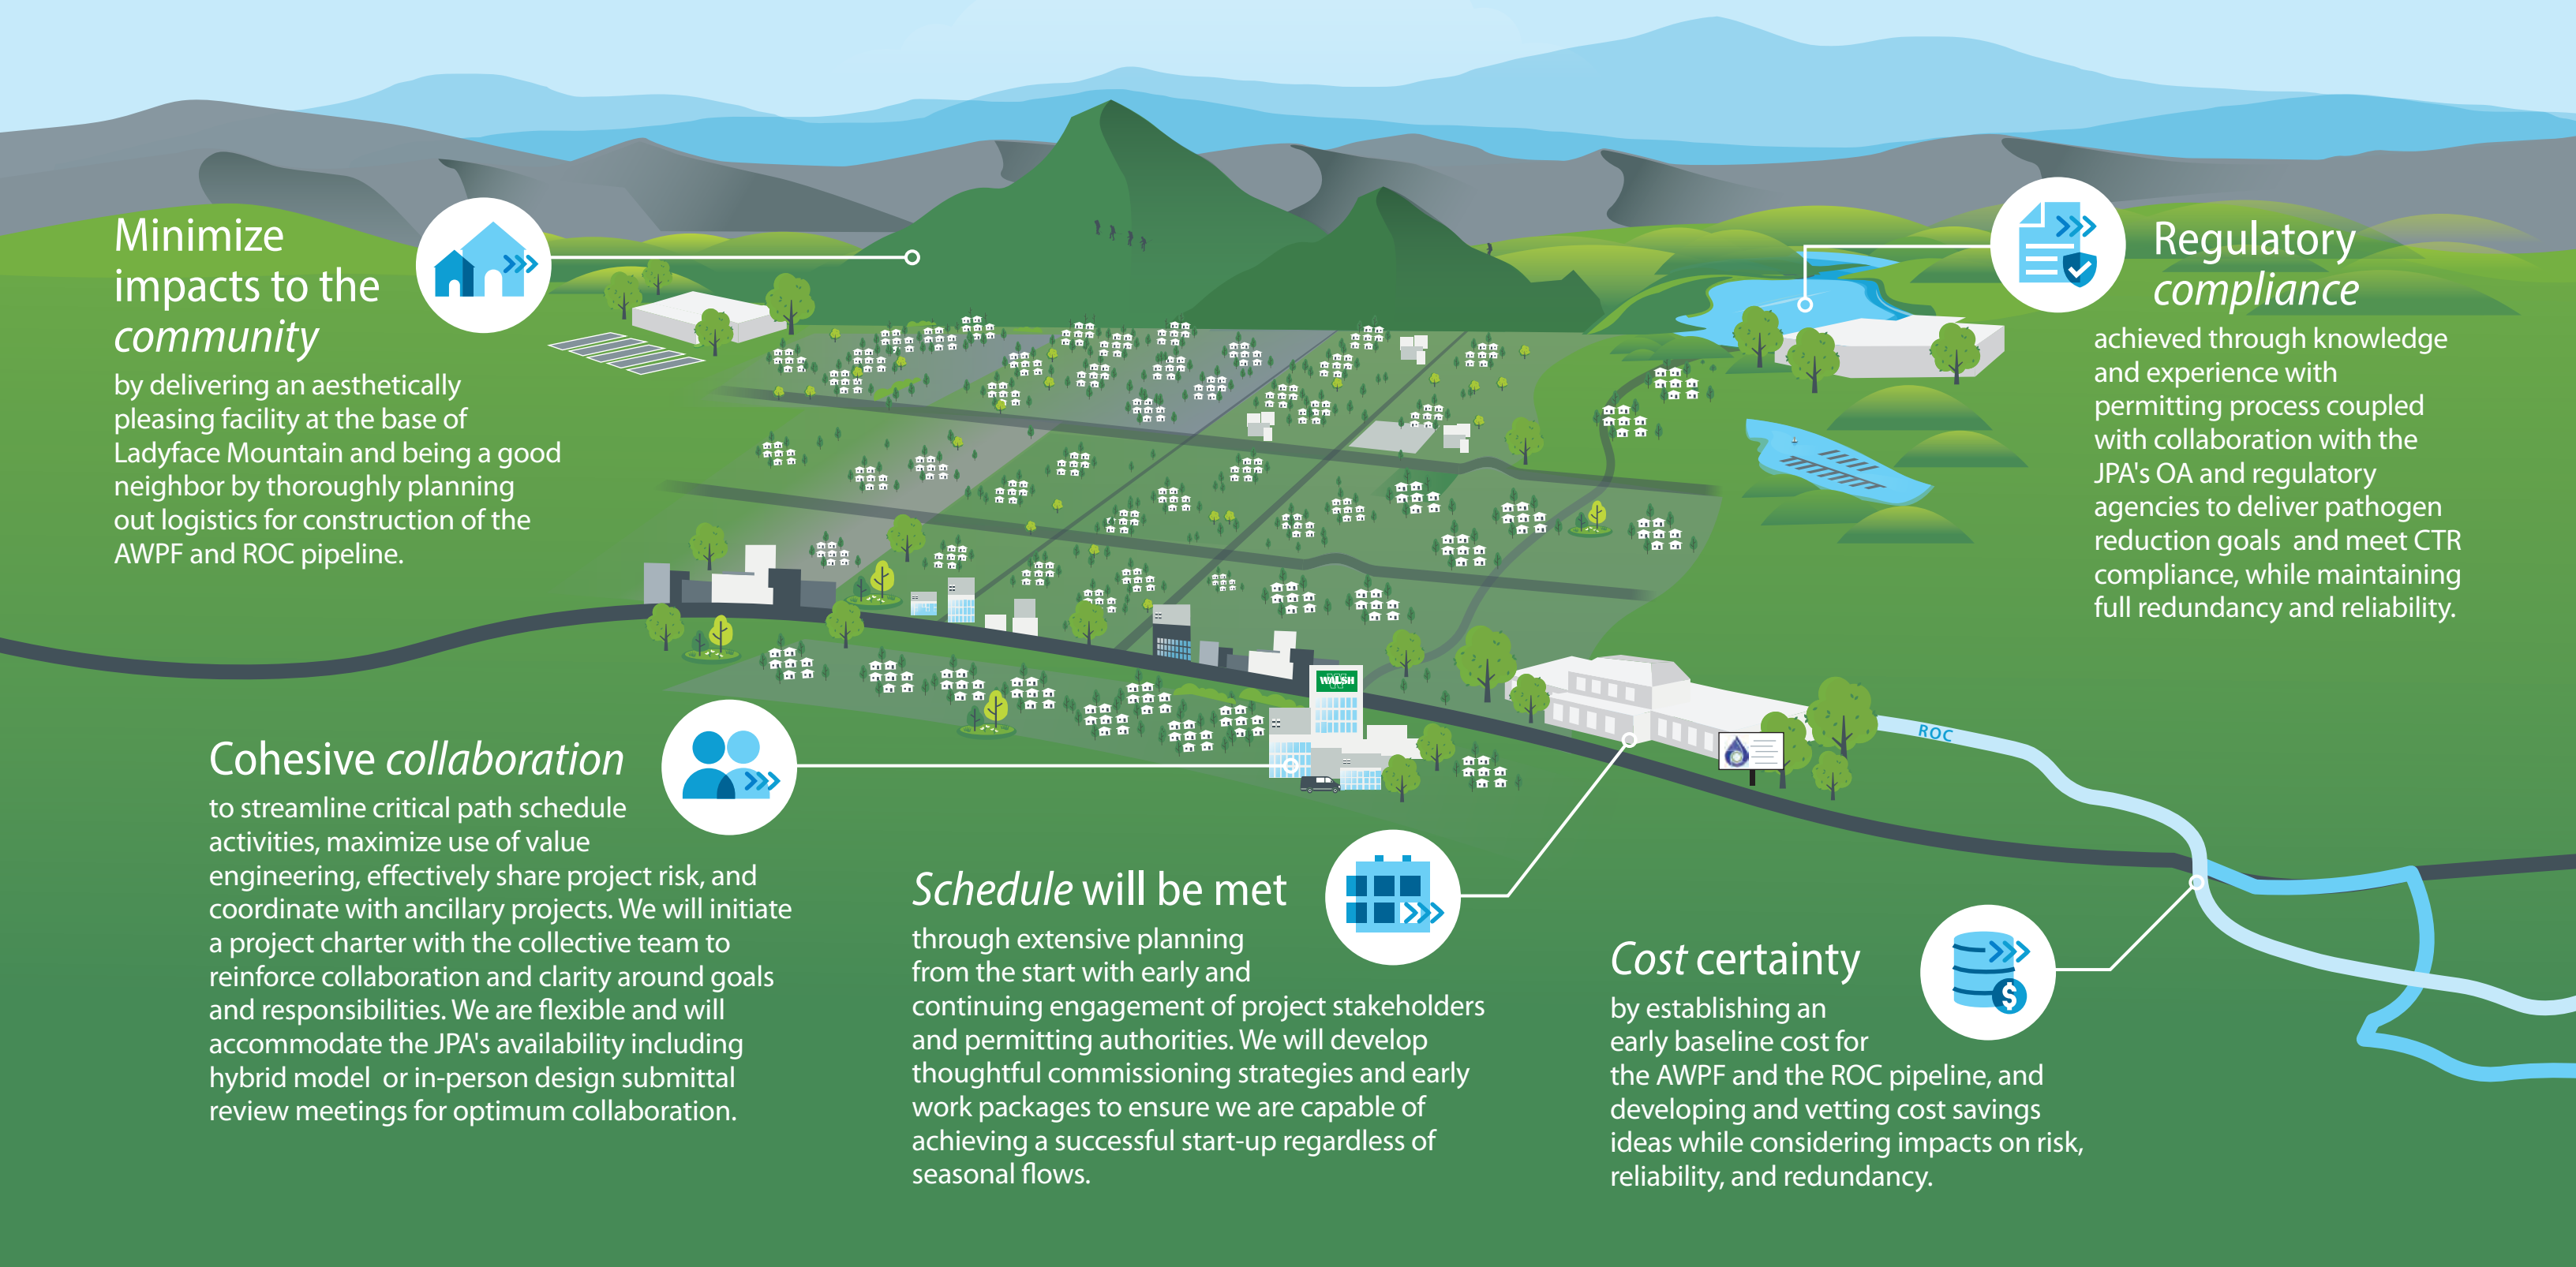 Minimize
impacts to the
community
by delivering an aesthetically
pleasing facility at the base of
Ladyface Mountain and being a good
neighbor by thoroughly planning
out logistics for construction of the
AWPF and ROC pipeline.
Regulatory
compliance
achieved through knowledge
and experience with
permitting process coupled
with collaboration with the
JPA's OA and regulatory
agencies to deliver pathogen
reduction goals  and meet CTR
compliance, while maintaining
full redundancy and reliability.
WALSH
ROC
Cohesive collaboration
to streamline critical path schedule
activities, maximize use of value
engineering, effectively share project risk, and
coordinate with ancillary projects. We will initiate
a project charter with the collective team to
reinforce collaboration and clarity around goals
and responsibilities. We are flexible and will
accommodate the JPA's availability including
hybrid model  or in-person design submittal
review meetings for optimum collaboration.
Schedule will be met
through extensive planning
from the start with early and
continuing engagement of project stakeholders
and permitting authorities. We will develop
thoughtful commissioning strategies and early
work packages to ensure we are capable of
achieving a successful start-up regardless of
seasonal flows.
Cost certainty
by establishing an
early baseline cost for
the AWPF and the ROC pipeline, and
developing and vetting cost savings
ideas while considering impacts on risk,
reliability, and redundancy.
$